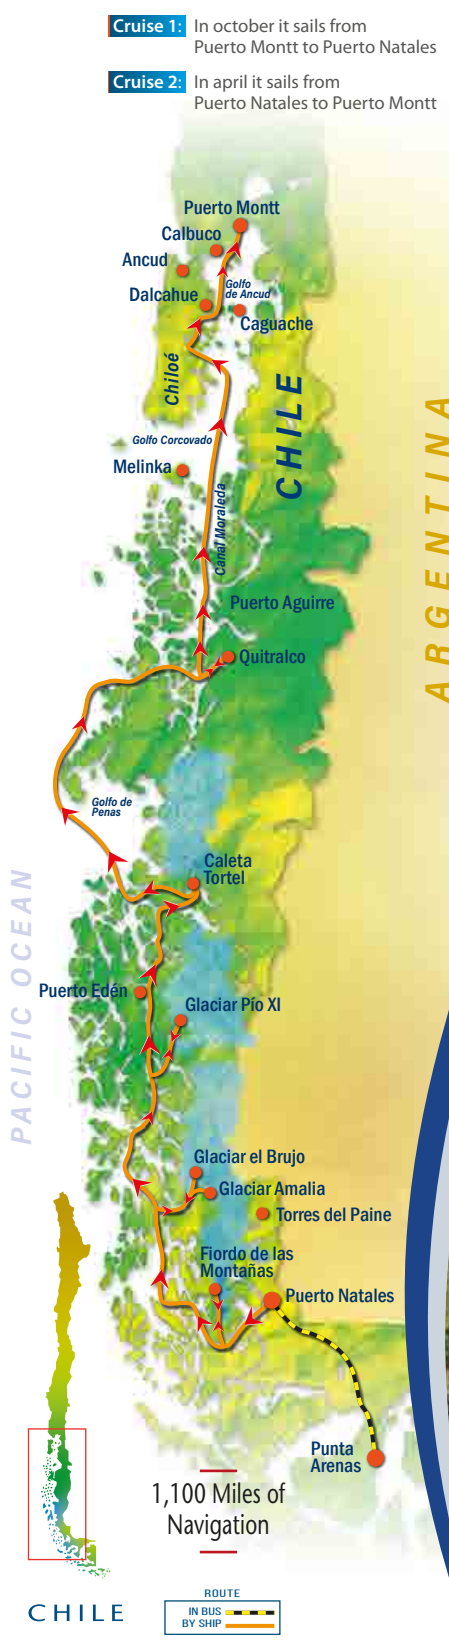 Cruise 1: In october it sails from
Puerto Montt to Puerto Natales
Cruise 2: In april it sails from
Puerto Natales to Puerto Montt
Puerto Montt
Calbuco
Ancud
Golfo
de Ancud
Dalcahue
Caguache
Chiloé
CHILE
ARGENTINA
Golfo Corcovado
Melinka
Canal Moraleda
Puerto Aguirre
Quitralco
Golfo de
Penas
Caleta
Tortel
PACIFIC OCEAN
Puerto Edén
Glaciar Pío XI
Glaciar el Brujo
Glaciar Amalia
Torres del Paine
Fiordo de las
Montañas
Puerto Natales
Punta
Arenas
1,100 Miles of
Navigation
CHILE
ROUTE
IN BUS
BY SHIP